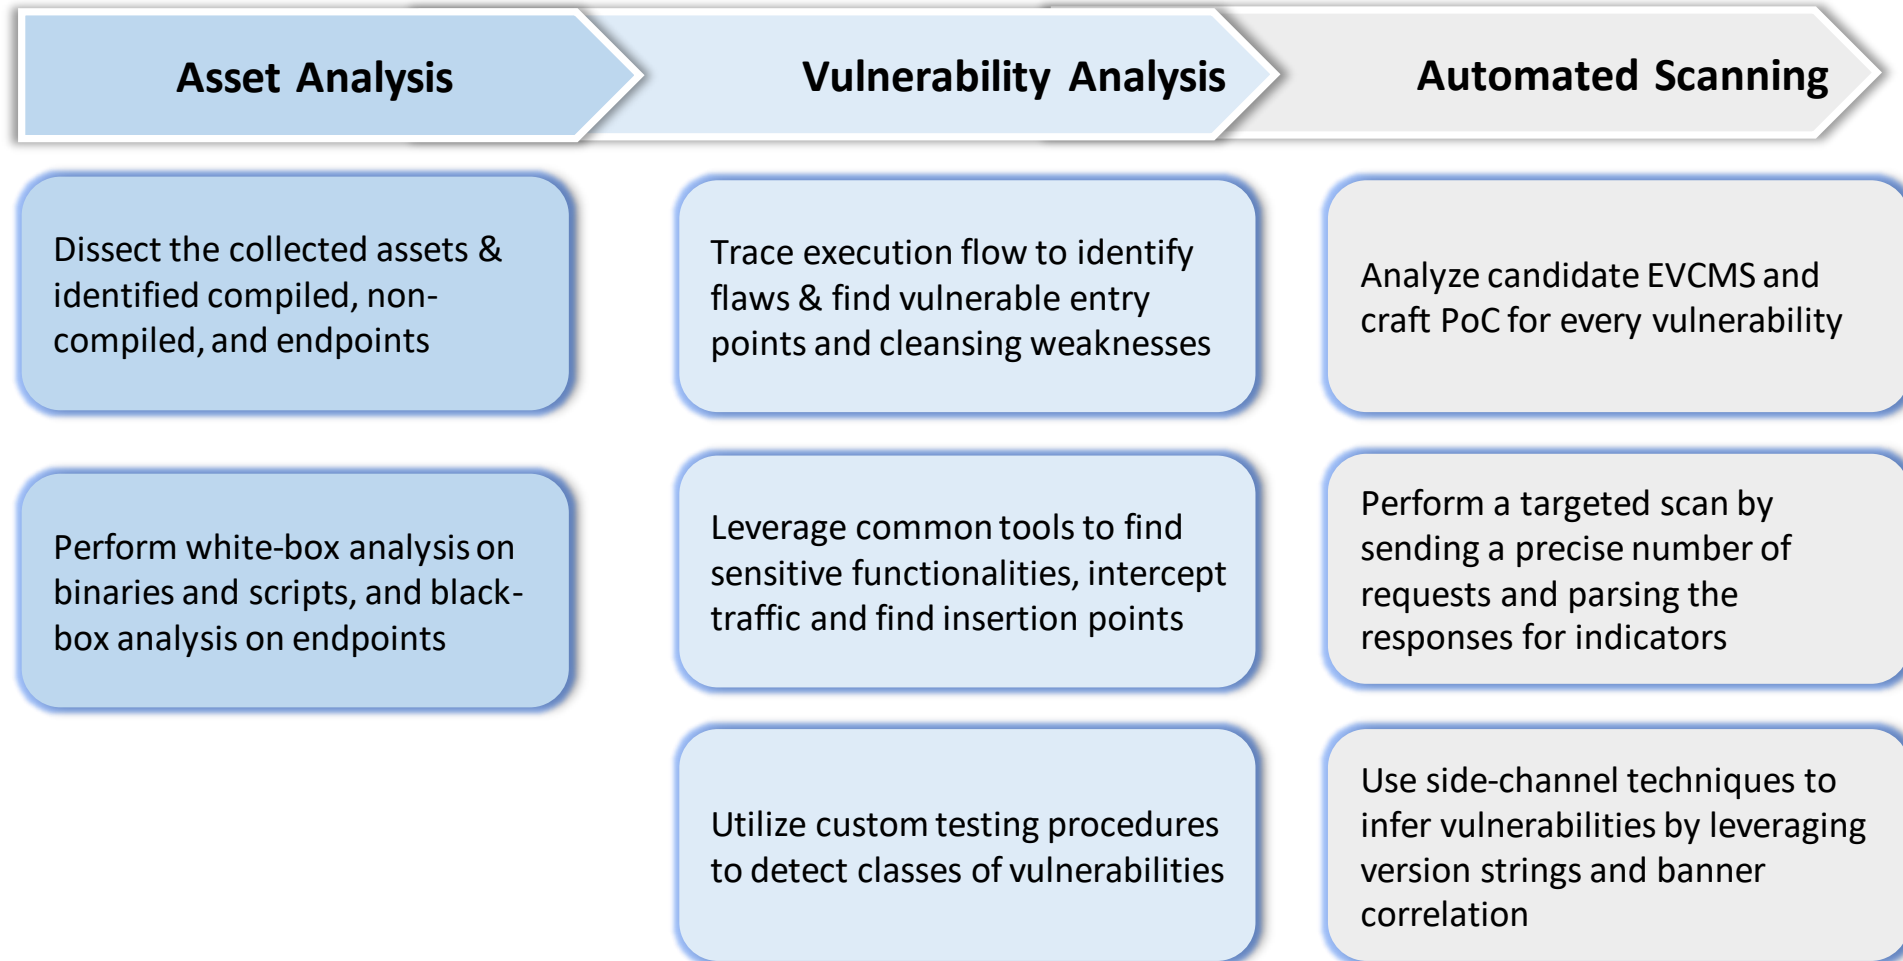 Asset Analysis
Vulnerability Analysis
Automated Scanning
Dissect the collected assets &
identified compiled, non-
compiled, and endpoints
Perform white-box analysis on
binaries and scripts, and black-
box analysis on endpoints
Trace execution flow to identify
flaws & find vulnerable entry
points and cleansing weaknesses
Leverage common tools to find
sensitive functionalities, intercept
traffic and find insertion points
Utilize custom testing procedures
to detect classes of vulnerabilities
Analyze candidate EVCMS and
craft PoC for every vulnerability
Perform a targeted scan by
sending a precise number of
requests and parsing the
responses for indicators
Use side-channel techniques to
infer vulnerabilities by leveraging
version strings and banner
correlation